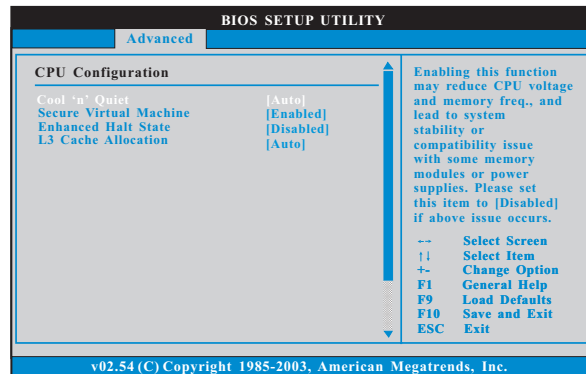 BIOS SETUP UTILITY
Advanced
CPU Configuration
Cool ‘n’ Quiet [Auto]
Secure Virtual Machine [Enabled]
Enhanced Halt State [Disabled]
L3 Cache Allocation [Auto]
Enabling this function
may reduce CPU voltage
and memory freq., and
lead to system
stability or
compatibility issue
with some memory
modules or power
supplies. Please set
this item to [Disabled]
if above issue occurs.
←→ Select Screen
↑↓ Select Item
+- Change Option
F1 General Help
F9 Load Defaults
F10 Save and Exit
ESC Exit
v02.54 (C) Copyright 1985-2003, American Megatrends, Inc.